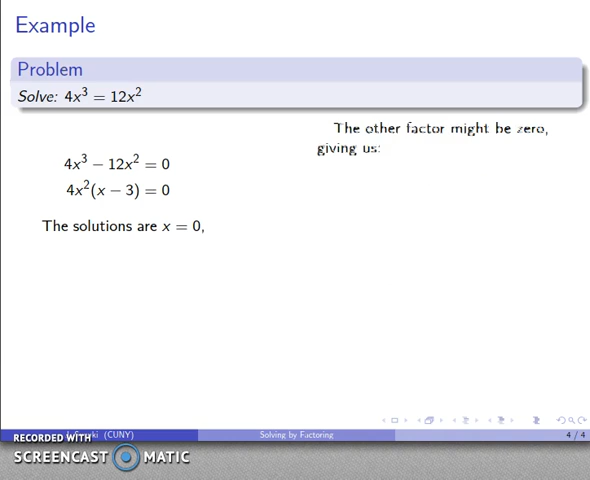 Example
Problem
Solve: 4x³ = 12x²
The other factor might be zero,
giving us:
4x³ − 12x² = 0
4x²(x − 3) = 0
The solutions are x = 0,
(CUNY)
Solving by Factoring
4 / 4
RECORDED WITH
SCREENCAST MATIC